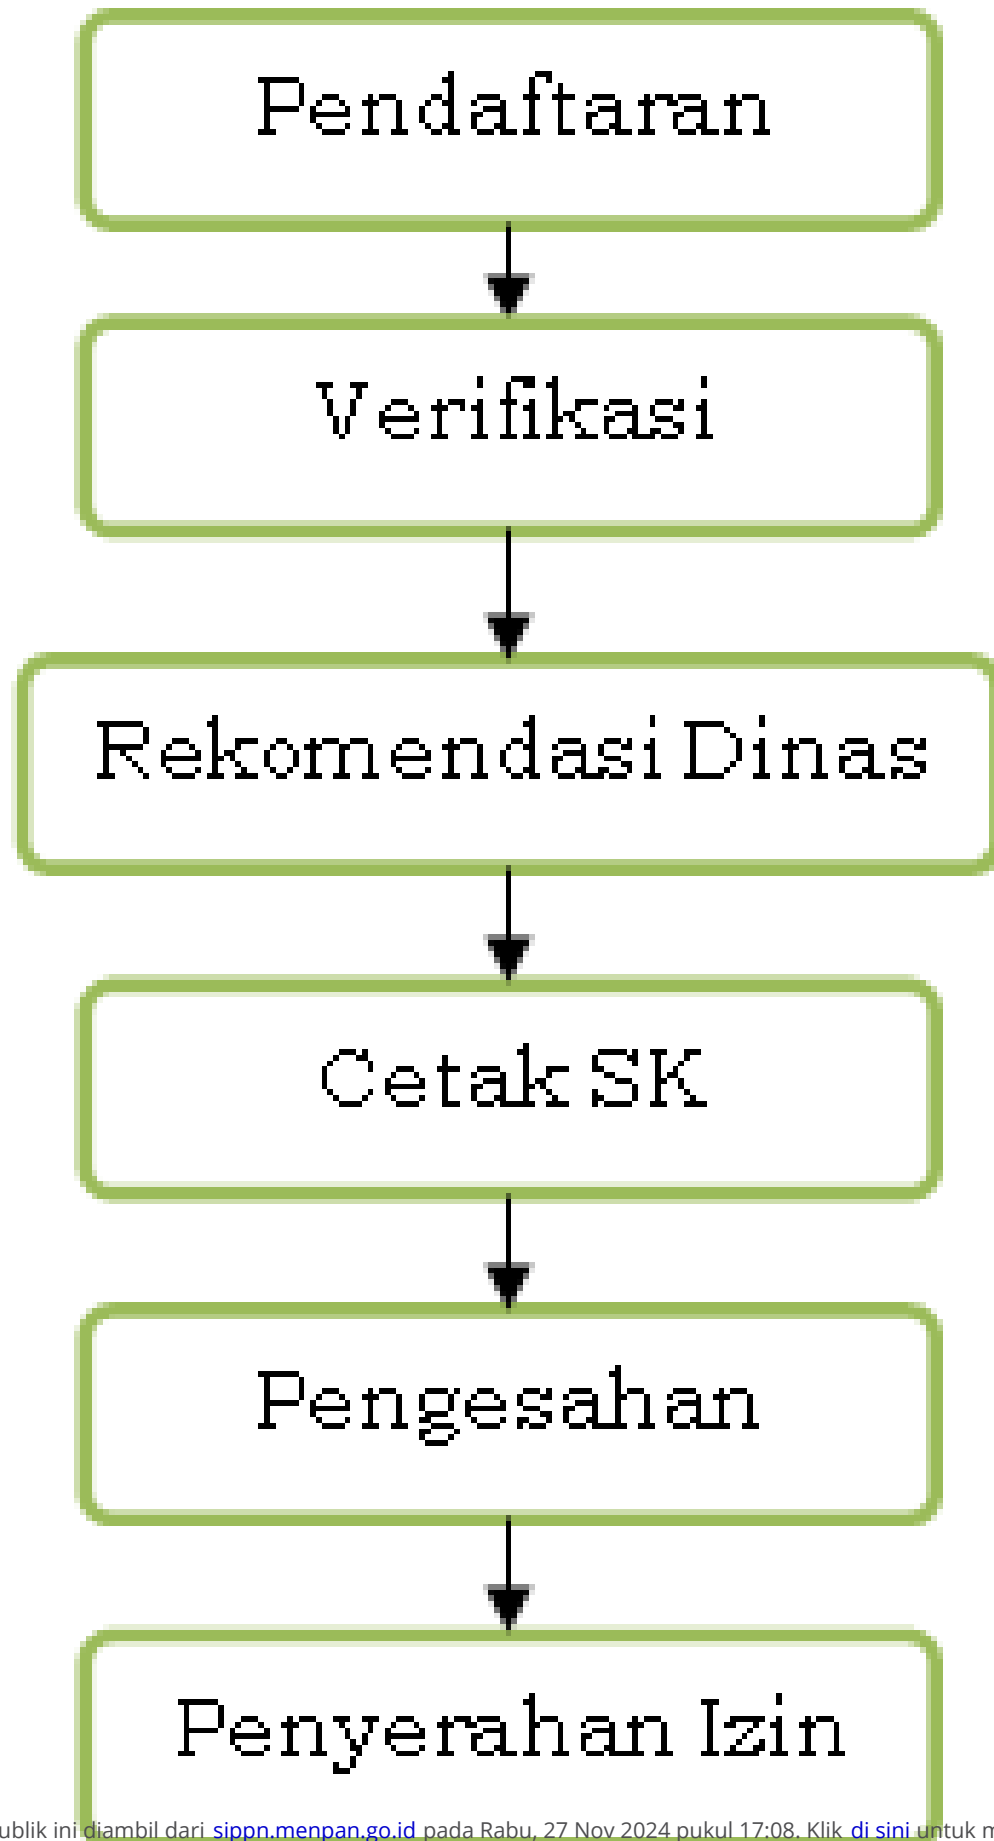 Pendaftaran
Verifikasi
Rekomendasi Dinas
Cetak SK
Pengesahan
Penyerahan Izin
ini diambil dari sippn.menpan.go.id pada Rabu, 27 Nov 2024 pukul 17:08. Klik di sini untuk